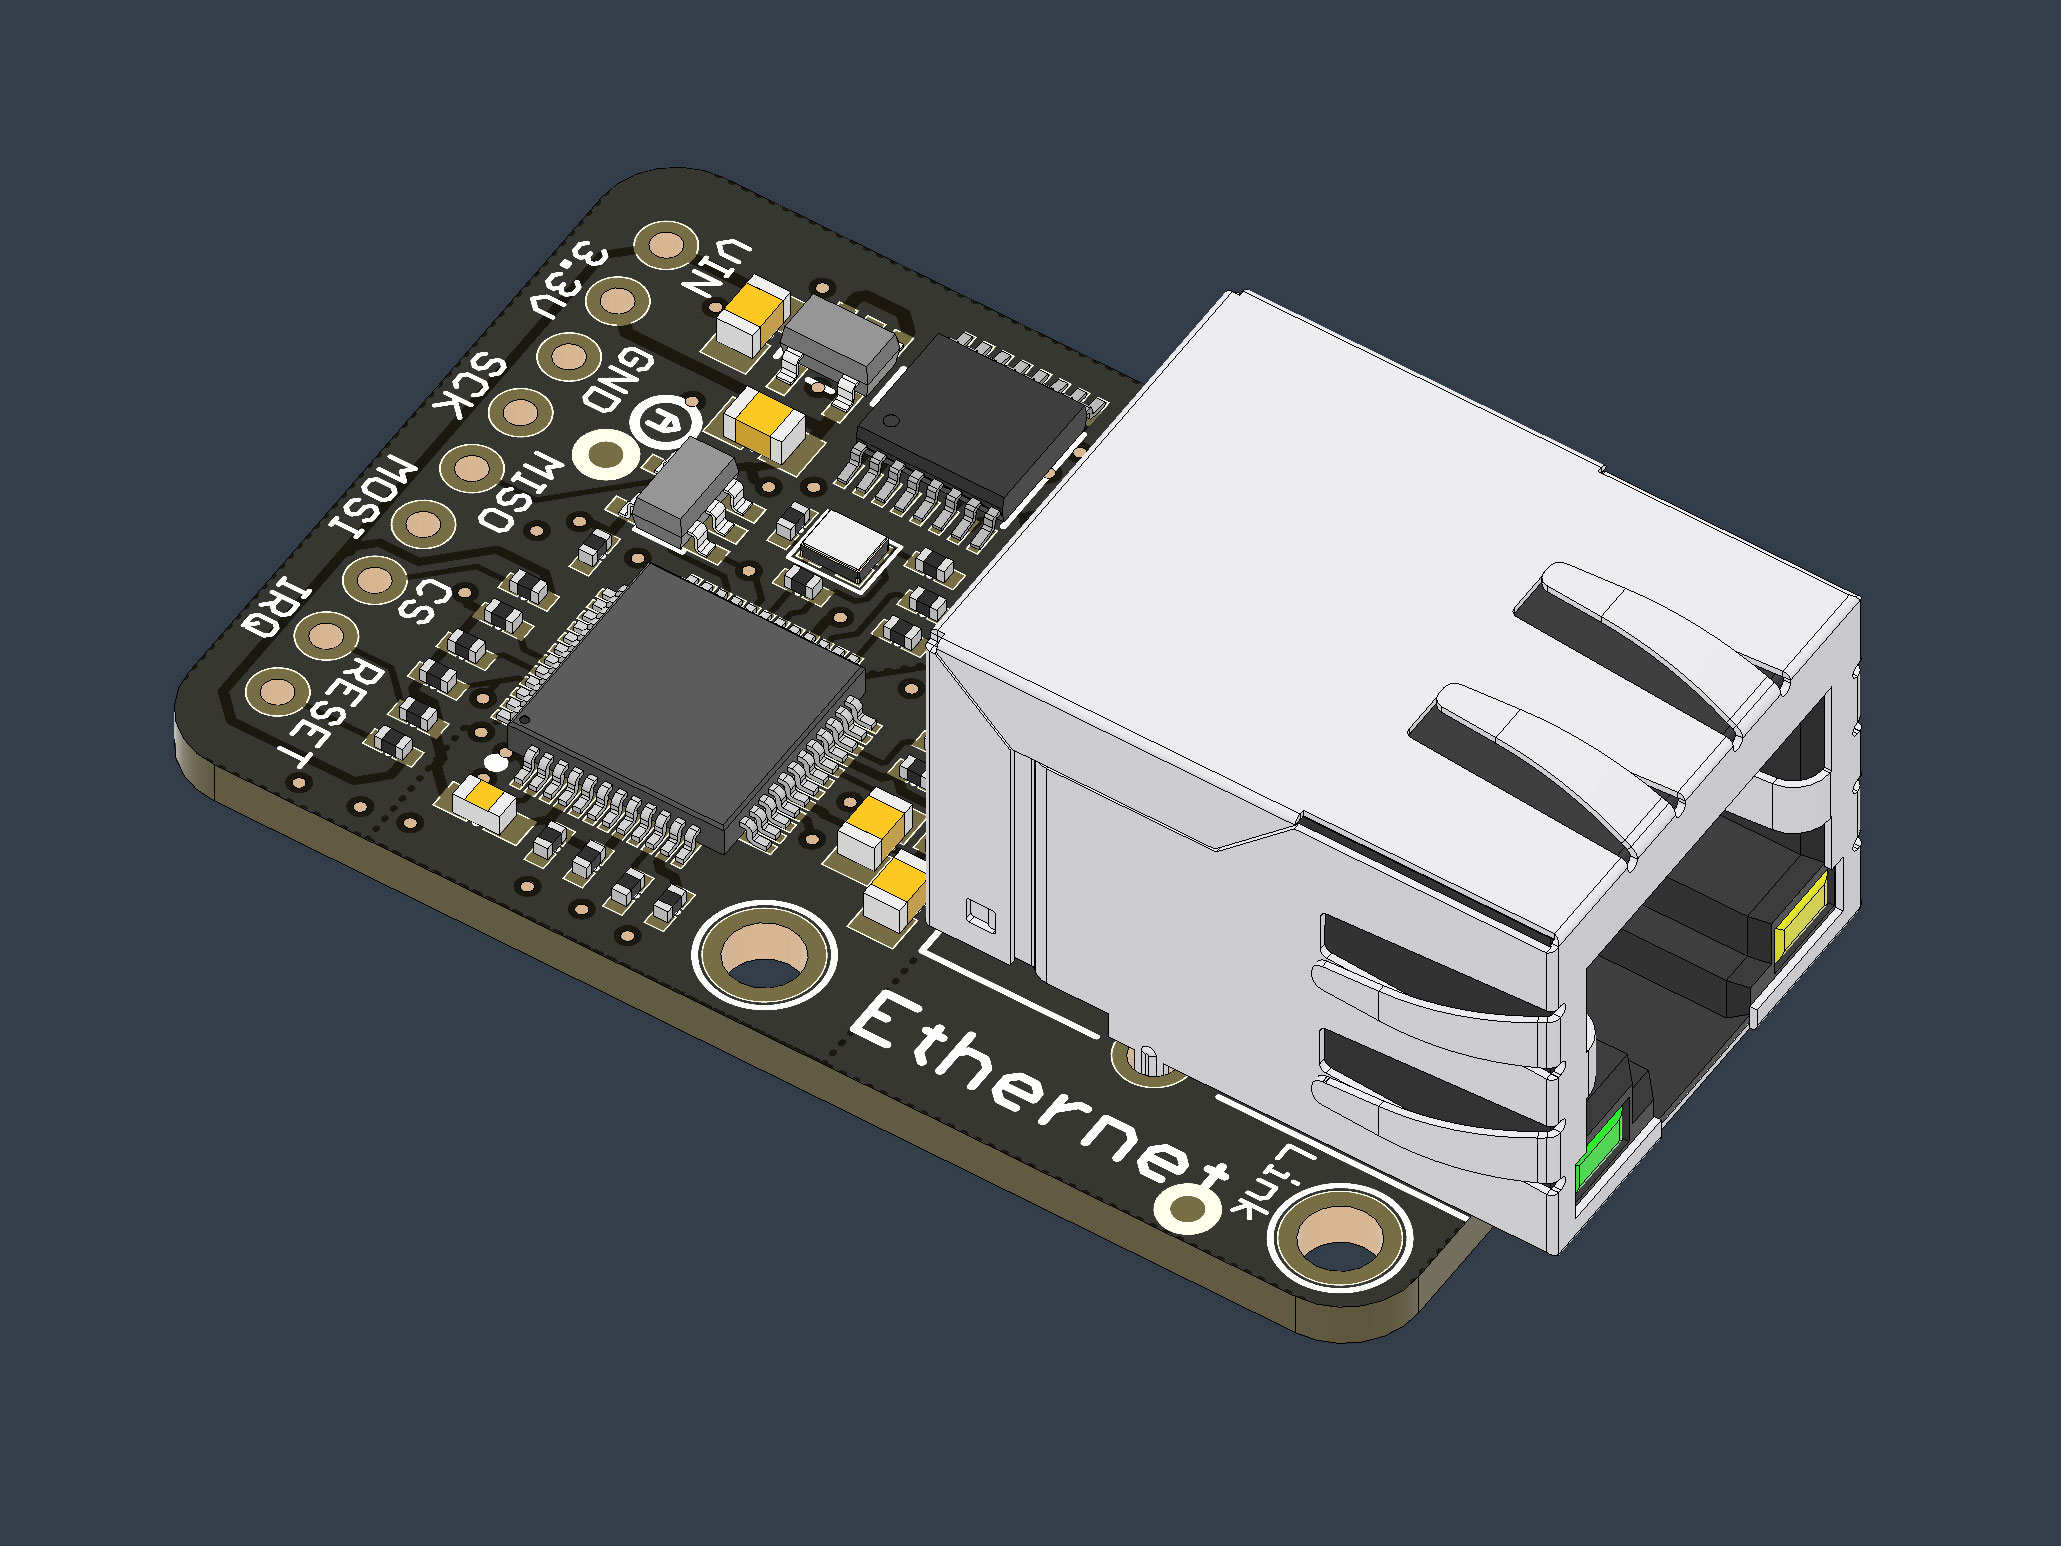 VIN
3.3V
GND
SCK
MISO
MOSI
CS
IRQ
RESET
Ethernet
Link